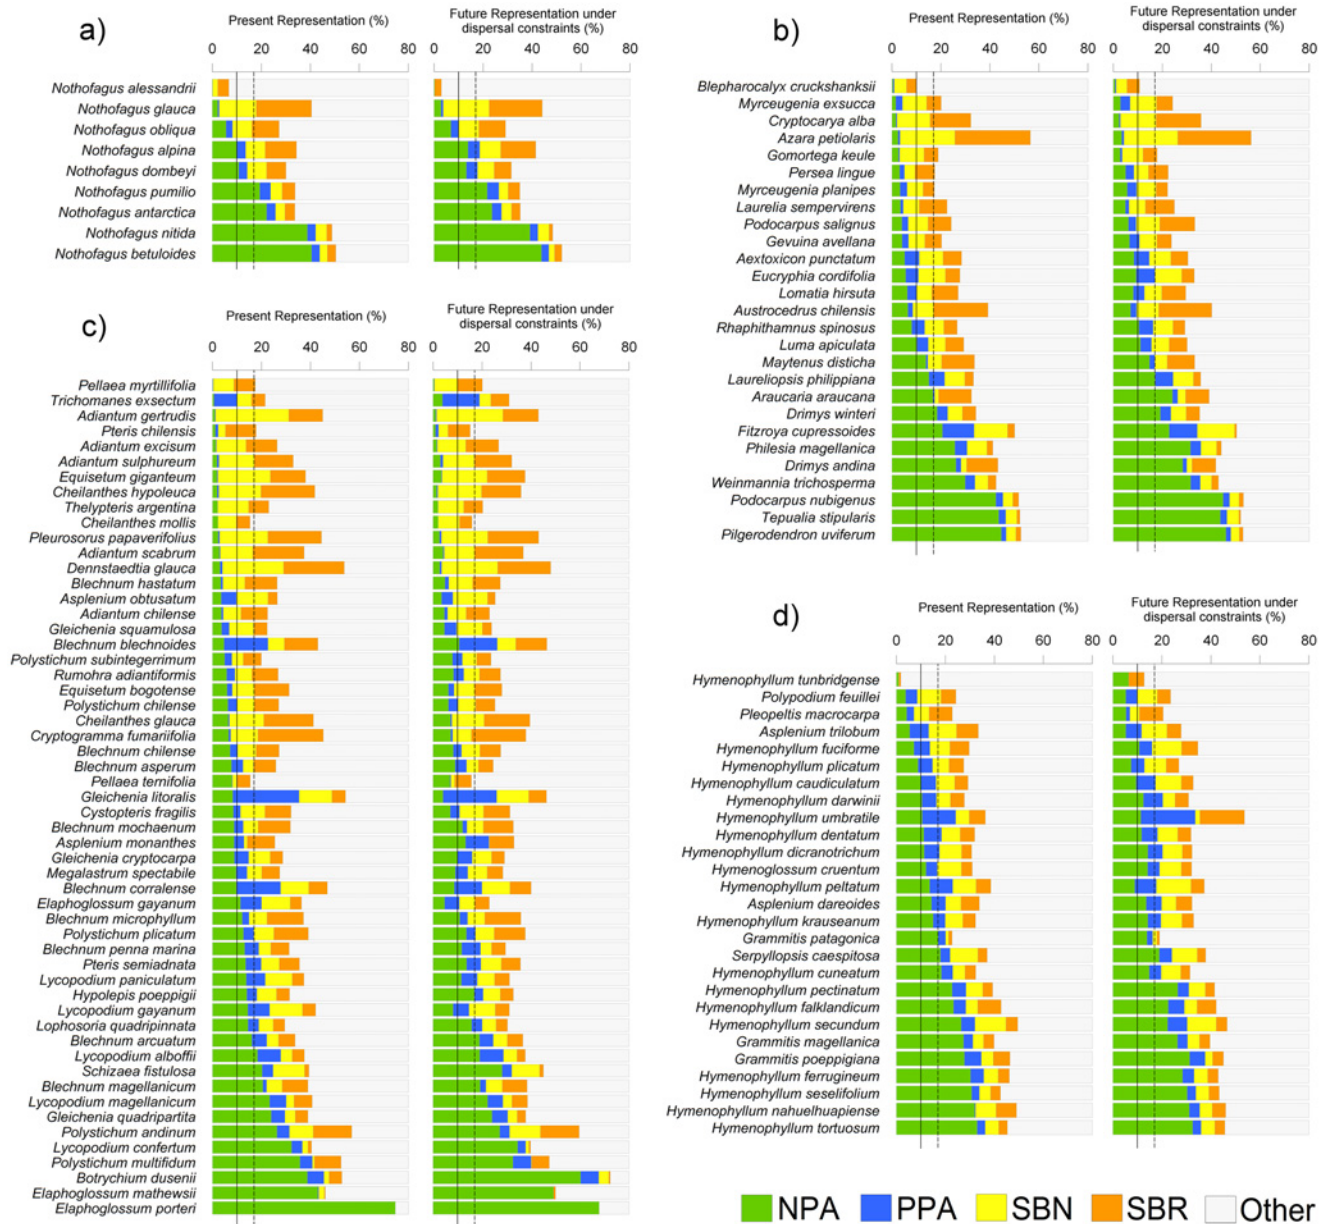 a)
Present Representation (%)
Future Representation under
dispersal constraints (%)
0 20 40 60 80
0 20 40 60 80
Nothofagus alessandrii
Nothofagus glauca
Nothofagus obliqua
Nothofagus alpina
Nothofagus dombeyi
Nothofagus pumilio
Nothofagus antarctica
Nothofagus nitida
Nothofagus betuloides
b)
Present Representation (%)
Future Representation under
dispersal constraints (%)
0 20 40 60 80
0 20 40 60 80
Blepharocalyx cruckshanksii
Myrceugenia exsucca
Cryptocarya alba
Azara petiolaris
Gomortega keule
Persea lingue
Myrceugenia planipes
Laurelia sempervirens
Podocarpus salignus
Gevuina avellana
Aextoxicon punctatum
Eucryphia cordifolia
Lomatia hirsuta
Austrocedrus chilensis
Rhaphithamnus spinosus
Luma apiculata
Maytenus disticha
Laureliopsis philippiana
Araucaria araucana
Drimys winteri
Fitzroya cupressoides
Philesia magellanica
Drimys andina
Weinmannia trichosperma
Podocarpus nubigenus
Tepualia stipularis
Pilgerodendron uviferum
c)
Present Representation (%)
Future Representation under
dispersal constraints (%)
0 20 40 60 80
0 20 40 60 80
Pellaea myrtillifolia
Trichomanes exsectum
Adiantum gertrudis
Pteris chilensis
Adiantum excisum
Adiantum sulphureum
Equisetum giganteum
Cheilanthes hypoleuca
Thelypteris argentina
Cheilanthes mollis
Pleurosorus papaverifolius
Adiantum scabrum
Dennstaedtia glauca
Blechnum hastatum
Asplenium obtusatum
Adiantum chilense
Gleichenia squamulosa
Blechnum blechnoides
Polystichum subintegerrimum
Rumohra adiantiformis
Equisetum bogotense
Polystichum chilense
Cheilanthes glauca
Cryptogramma fumariifolia
Blechnum chilense
Blechnum asperum
Pellaea ternifolia
Gleichenia litoralis
Cystopteris fragilis
Blechnum mochaenum
Asplenium monanthes
Gleichenia cryptocarpa
Megalastrum spectabile
Blechnum corralense
Elaphoglossum gayanum
Blechnum microphyllum
Polystichum plicatum
Blechnum penna marina
Pteris semiadnata
Lycopodium paniculatum
Hypolepis poeppigii
Lycopodium gayanum
Lophosoria quadripinnata
Blechnum arcuatum
Lycopodium alboffii
Schizaea fistulosa
Blechnum magellanicum
Lycopodium magellanicum
Gleichenia quadripartita
Polystichum andinum
Lycopodium confertum
Polystichum multifidum
Botrychium dusenii
Elaphoglossum mathewsii
Elaphoglossum porteri
d)
Present Representation (%)
Future Representation under
dispersal constraints (%)
0 20 40 60 80
0 20 40 60 80
Hymenophyllum tunbridgense
Polypodium feuillei
Pleopeltis macrocarpa
Asplenium trilobum
Hymenophyllum fuciforme
Hymenophyllum plicatum
Hymenophyllum caudiculatum
Hymenophyllum darwinii
Hymenophyllum umbratile
Hymenophyllum dentatum
Hymenophyllum dicranotrichum
Hymenoglossum cruentum
Hymenophyllum peltatum
Asplenium dareoides
Hymenophyllum krauseanum
Grammitis patagonica
Serpyllopsis caespitosa
Hymenophyllum cuneatum
Hymenophyllum pectinatum
Hymenophyllum falklandicum
Hymenophyllum secundum
Grammitis magellanica
Grammitis poeppigiana
Hymenophyllum ferrugineum
Hymenophyllum seselifolium
Hymenophyllum nahuelhuapiense
Hymenophyllum tortuosum
NPA PPA SBN SBR Other